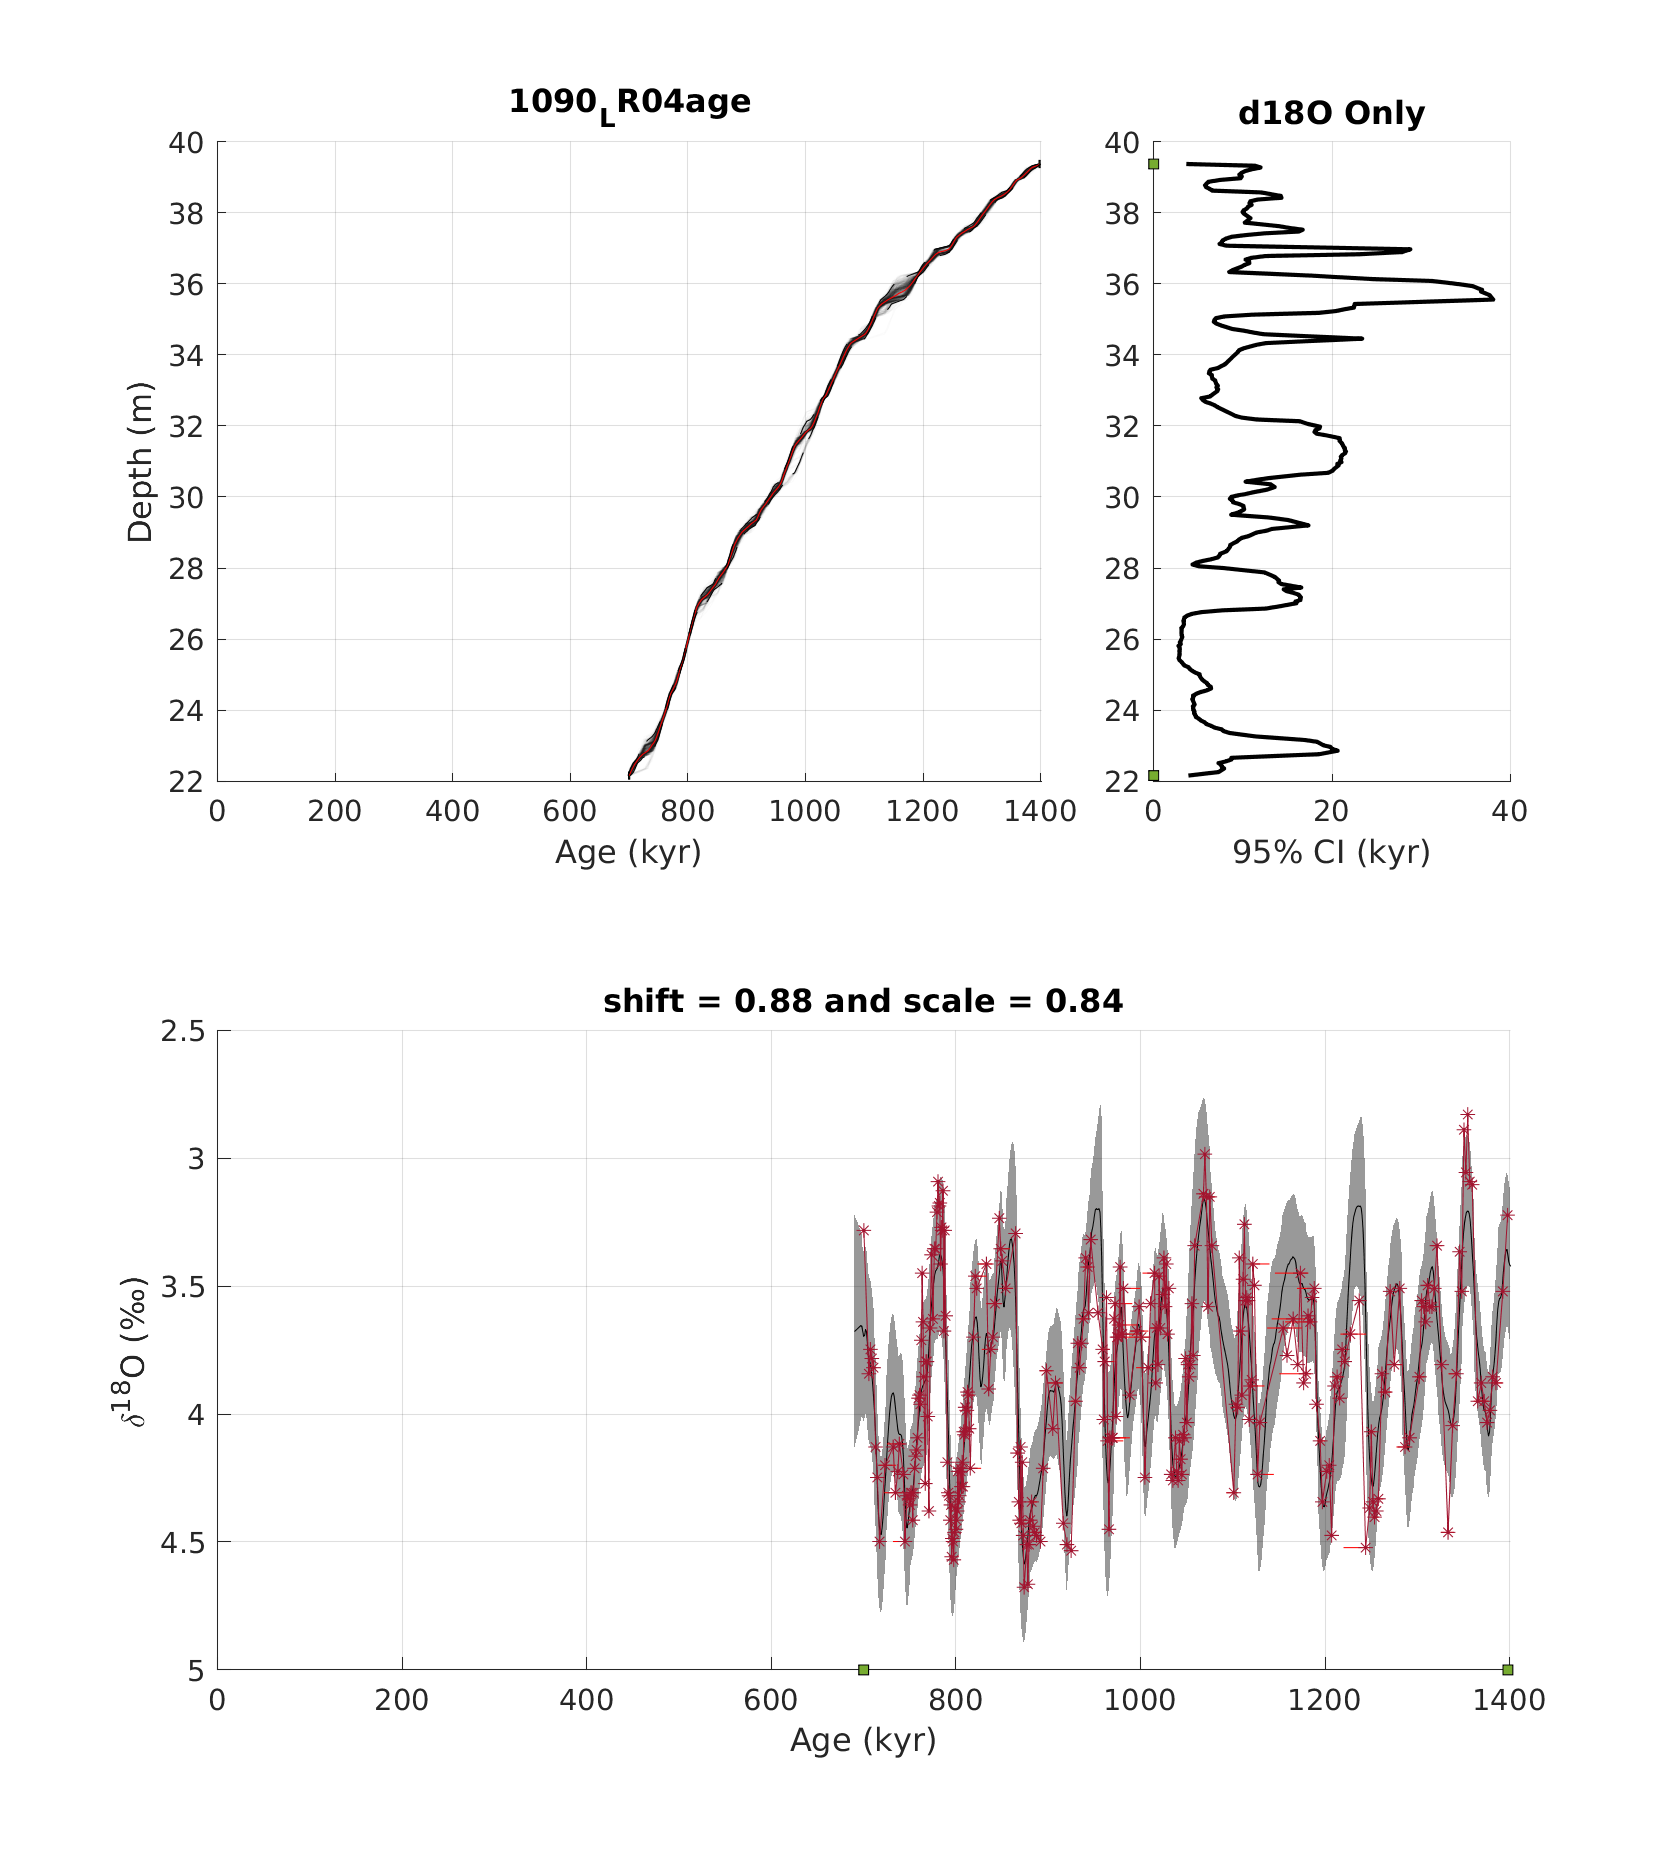 1090LR04age
d18O Only
40
38
36
34
32
30
28
26
24
22
Depth (m)
0 200 400 600 800 1000 1200 1400
Age (kyr)
40
38
36
34
32
30
28
26
24
22
0 20 40
95% CI (kyr)
shift = 0.88 and scale = 0.84
2.5
3
3.5
4
4.5
5
δ18O (‰)
0 200 400 600 800 1000 1200 1400
Age (kyr)